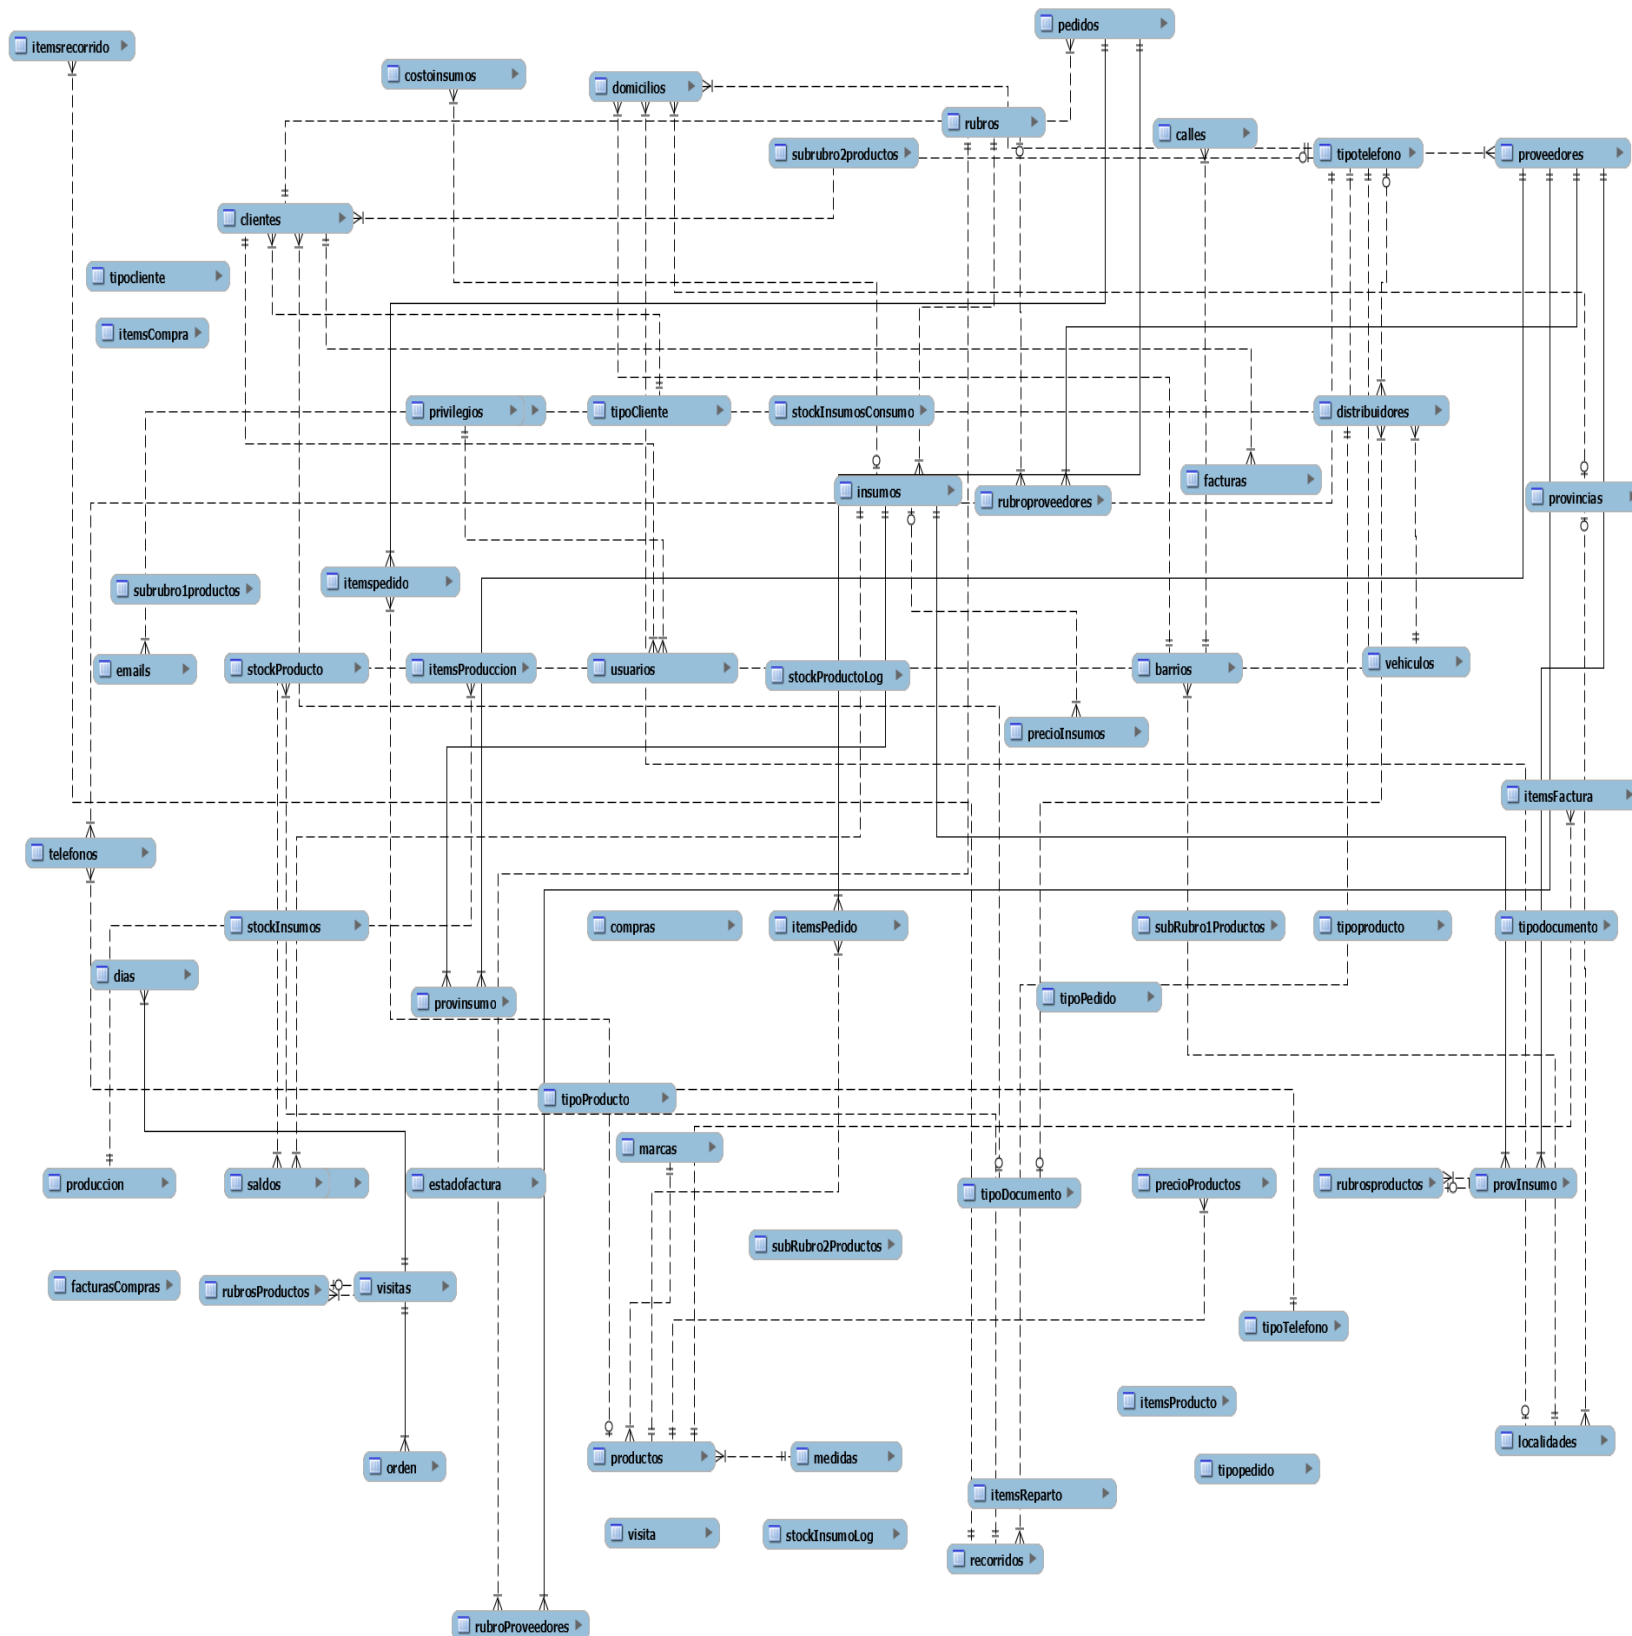 pedidos
itemsrecorrido
costoinsumos
domicilios
rubros
calles
subrubro2productos
tipotelefono
proveedores
clientes
tipocliente
itemsCompra
privilegios
tipoCliente
stockInsumosConsumo
distribuidores
facturas
insumos
rubroproveedores
provincias
itemspedido
subrubro1productos
emails
stockProducto
itemsProduccion
usuarios
stockProductoLog
barrios
vehiculos
precioInsumos
itemsFactura
telefonos
stockInsumos
compras
itemsPedido
subRubro1Productos
tipoproducto
tipodocumento
dias
provinsumo
tipoPedido
tipoProducto
marcas
produccion
saldos
estadofactura
tipoDocumento
precioProductos
rubrosproductos
provInsumo
subRubro2Productos
facturasCompras
rubrosProductos
visitas
tipoTelefono
itemsProducto
localidades
orden
productos
medidas
tipopedido
itemsReparto
visita
stockInsumoLog
recorridos
rubroProveedores